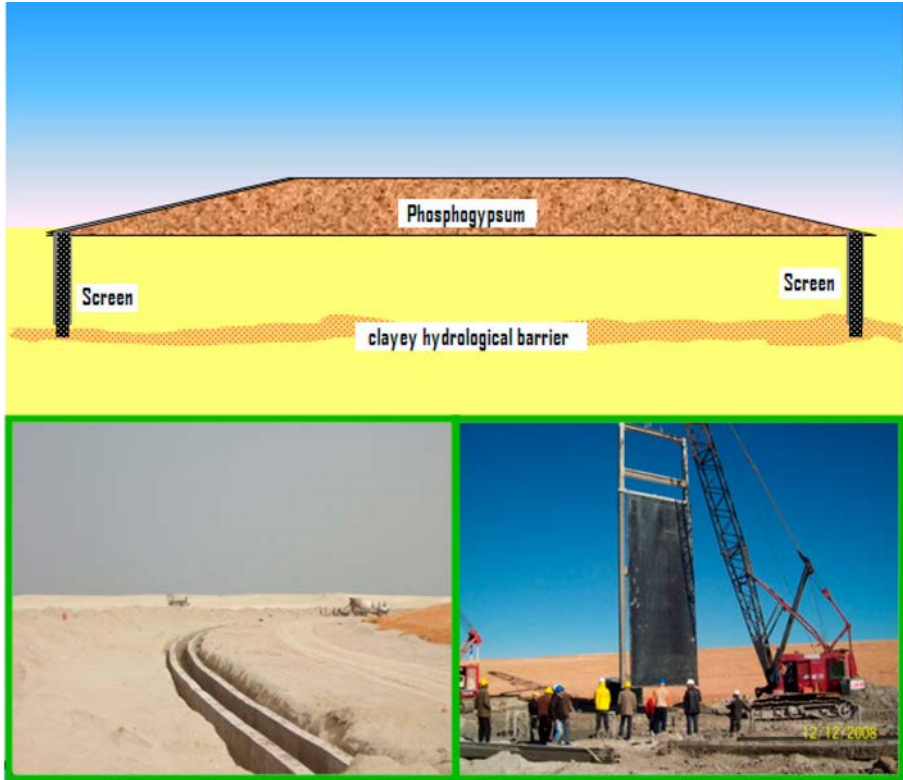 Phosphogypsum
Screen
Screen
clayey hydrological barrier
12/12/2008